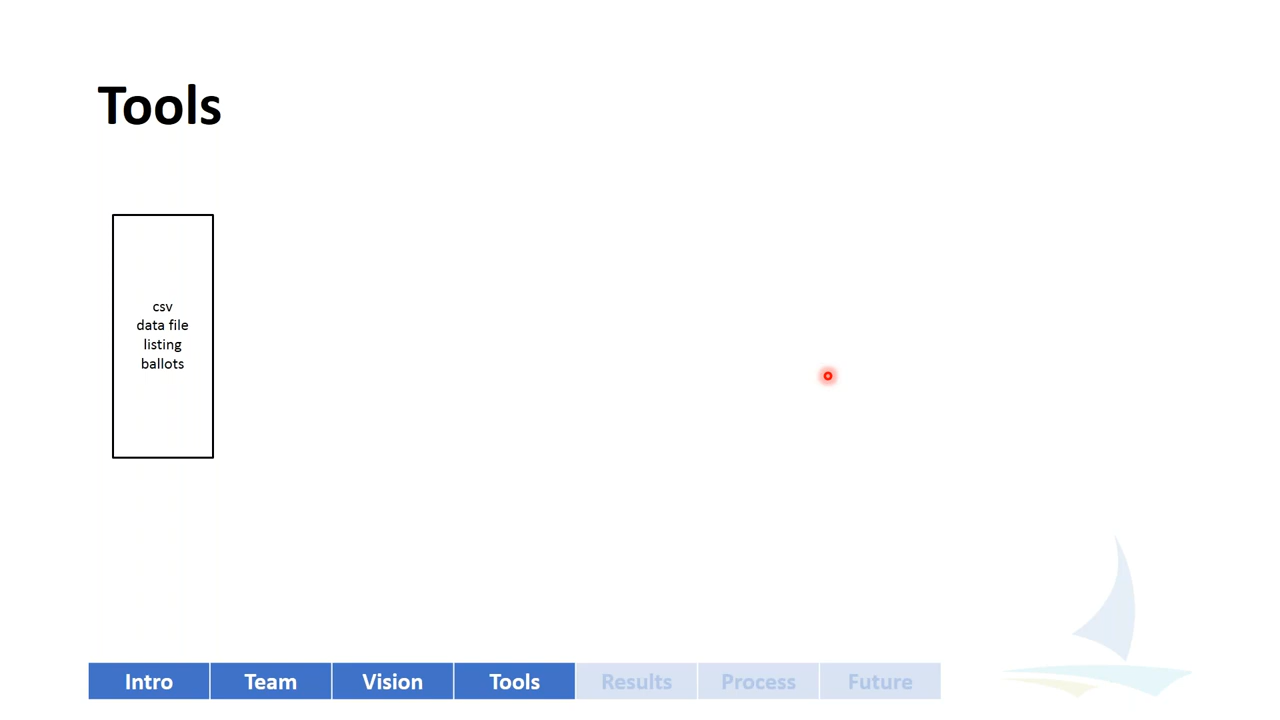 Tools
csv
data file
listing
ballots
Intro Team Vision Tools Results Process Future